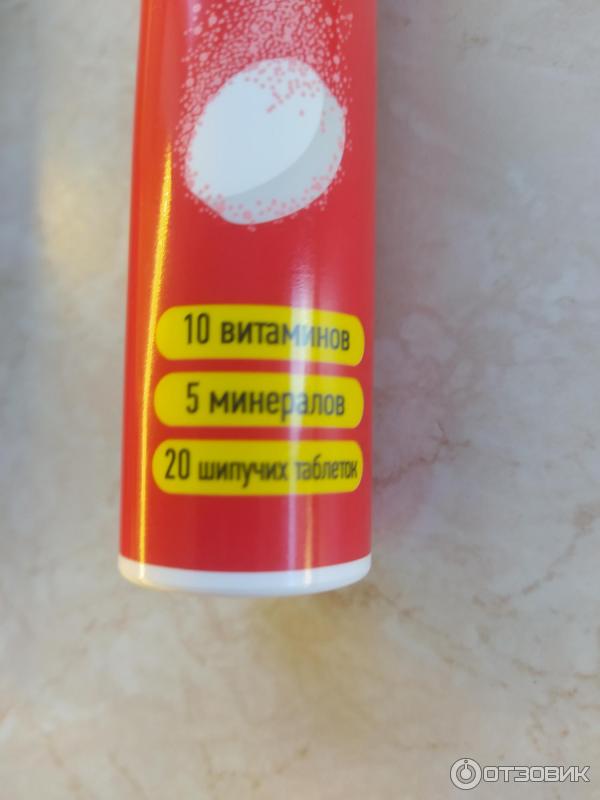 10 витаминов
5 минералов
20 шипучих таблеток
ОТЗОВИК